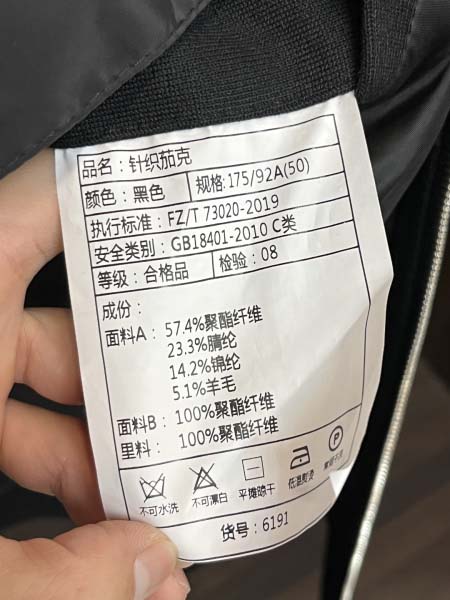 品名：针织茄克
颜色：黑色 规格:175/92A(50)
执行标准：FZ/T 73020-2019
安全类别：GB18401-2010 C类
等级：合格品 检验：08
成份：
面料A：57.4%聚酯纤维
23.3%腈纶
14.2%锦纶
5.1%羊毛
面料B：100%聚酯纤维
里料：100%聚酯纤维
P
不可水洗 不可漂白 平摊晾干 低温熨烫 常规干洗
货号：6191